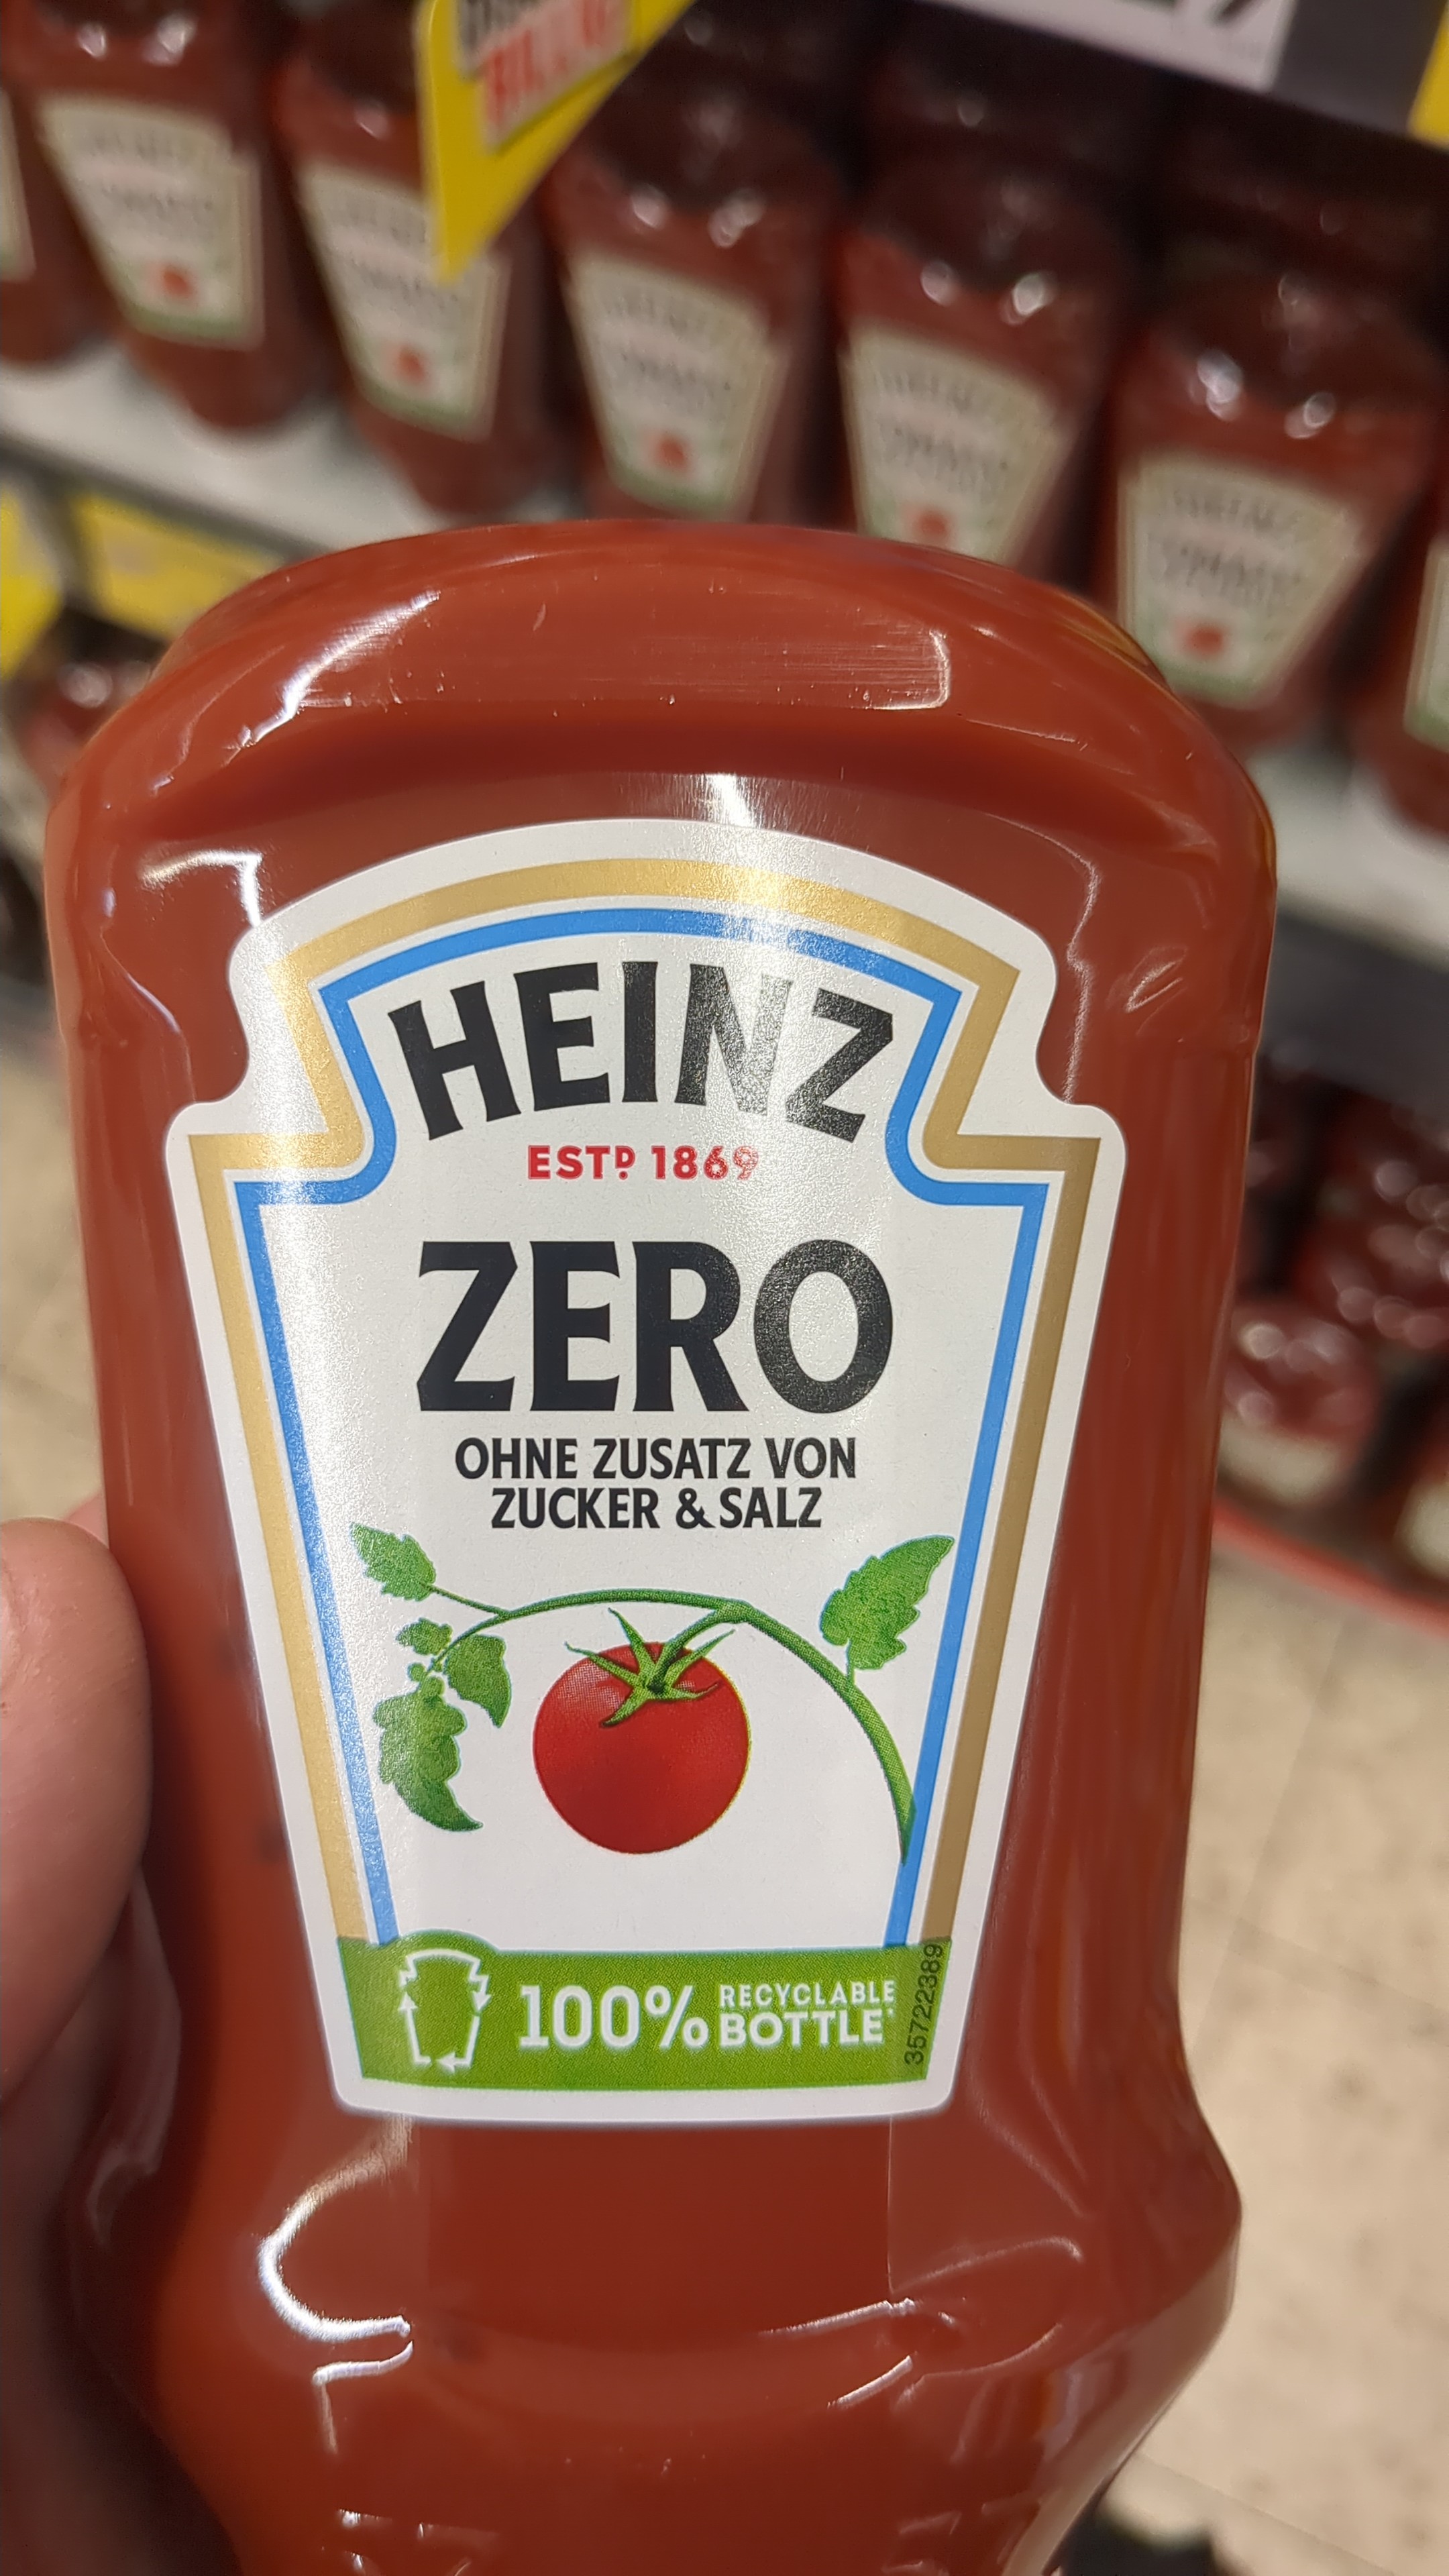 HEINZ
ESTD 1869
ZERO
OHNE ZUSATZ VON
ZUCKER & SALZ
100% RECYCLABLE
BOTTLE*
35722389